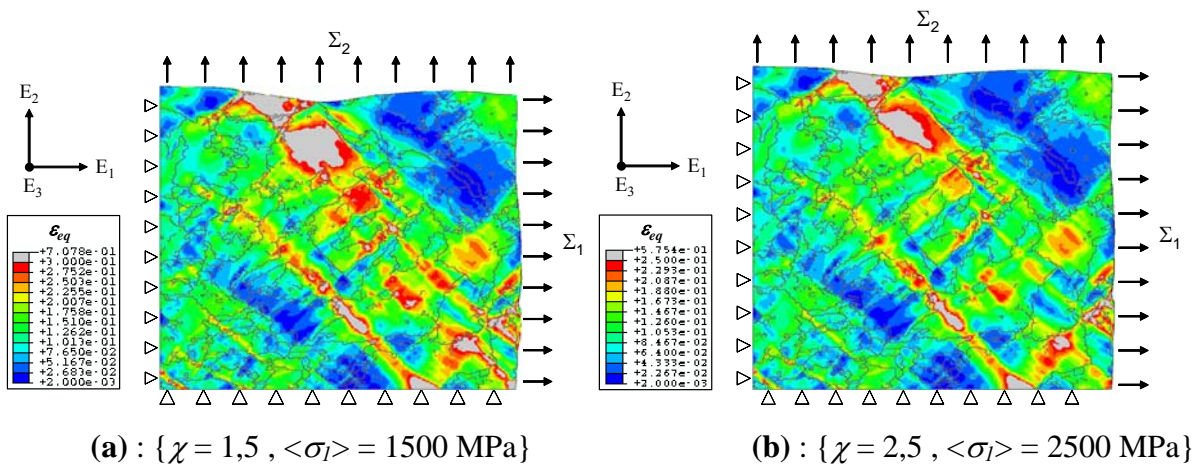 Σ2
E2
E1
E3
Σ1
εeq
+7.078e-01
+3.000e-01
+2.752e-01
+2.503e-01
+2.255e-01
+2.007e-01
+1.758e-01
+1.510e-01
+1.262e-01
+1.013e-01
+7.650e-02
+5.167e-02
+2.683e-02
+2.000e-03
(a) : {χ = 1,5 , <σI> = 1500 MPa}
Σ2
E2
E1
E3
Σ1
εeq
+5.754e-01
+2.500e-01
+2.293e-01
+2.087e-01
+1.880e-01
+1.673e-01
+1.467e-01
+1.260e-01
+1.053e-01
+8.467e-02
+6.400e-02
+4.333e-02
+2.267e-02
+2.000e-03
(b) : {χ = 2,5 , <σI> = 2500 MPa}